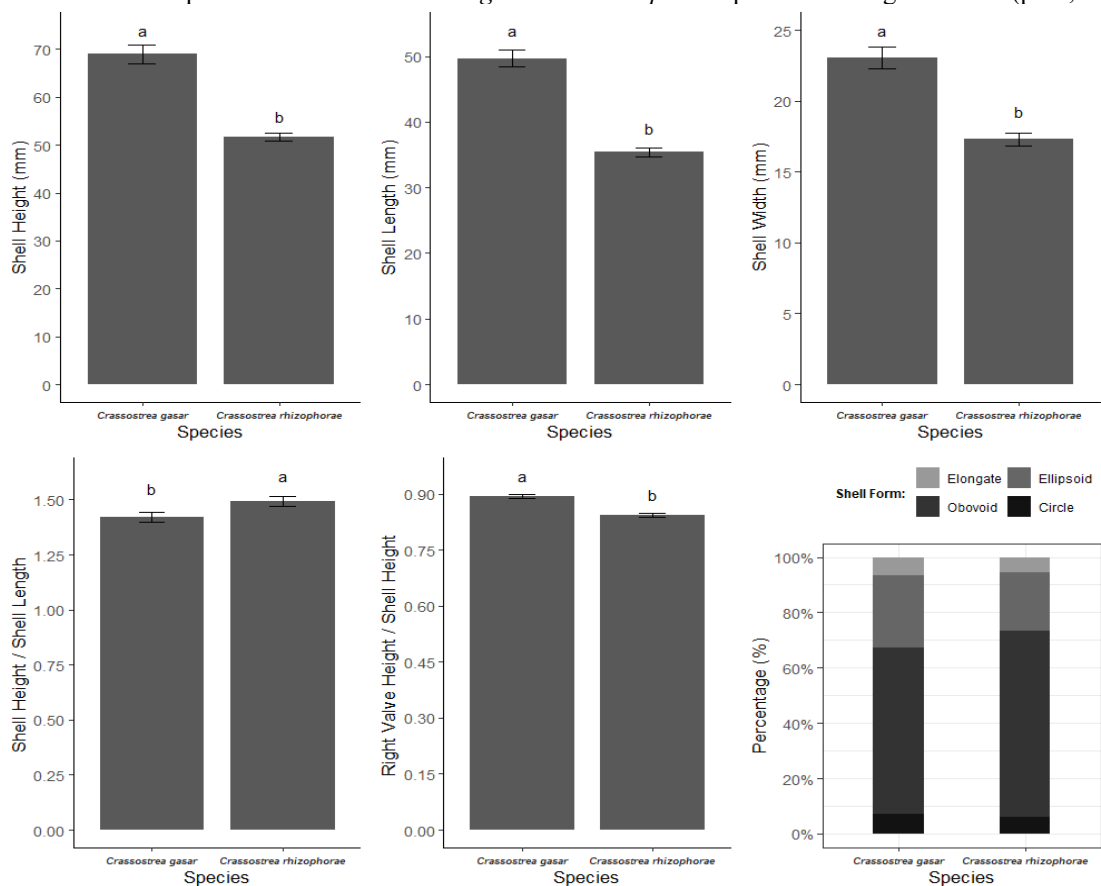 a
b
70
60
50
40
30
20
10
0
Shell Height (mm)
Crassostrea gasar
Crassostrea rhizophorae
Species
a
b
50
40
30
20
10
0
Shell Length (mm)
Crassostrea gasar
Crassostrea rhizophorae
Species
a
b
25
20
15
10
5
0
Shell Width (mm)
Crassostrea gasar
Crassostrea rhizophorae
Species
b
a
1.50
1.25
1.00
0.75
0.50
0.25
0.00
Shell Height / Shell Length
Crassostrea gasar
Crassostrea rhizophorae
Species
a
b
0.90
0.75
0.60
0.45
0.30
0.15
0.00
Right Valve Height / Shell Height
Crassostrea gasar
Crassostrea rhizophorae
Species
Shell Form:
Elongate
Ellipsoid
Obovoid
Circle
100%
80%
60%
40%
20%
0%
Percentage (%)
Crassostrea gasar
Crassostrea rhizophorae
Species